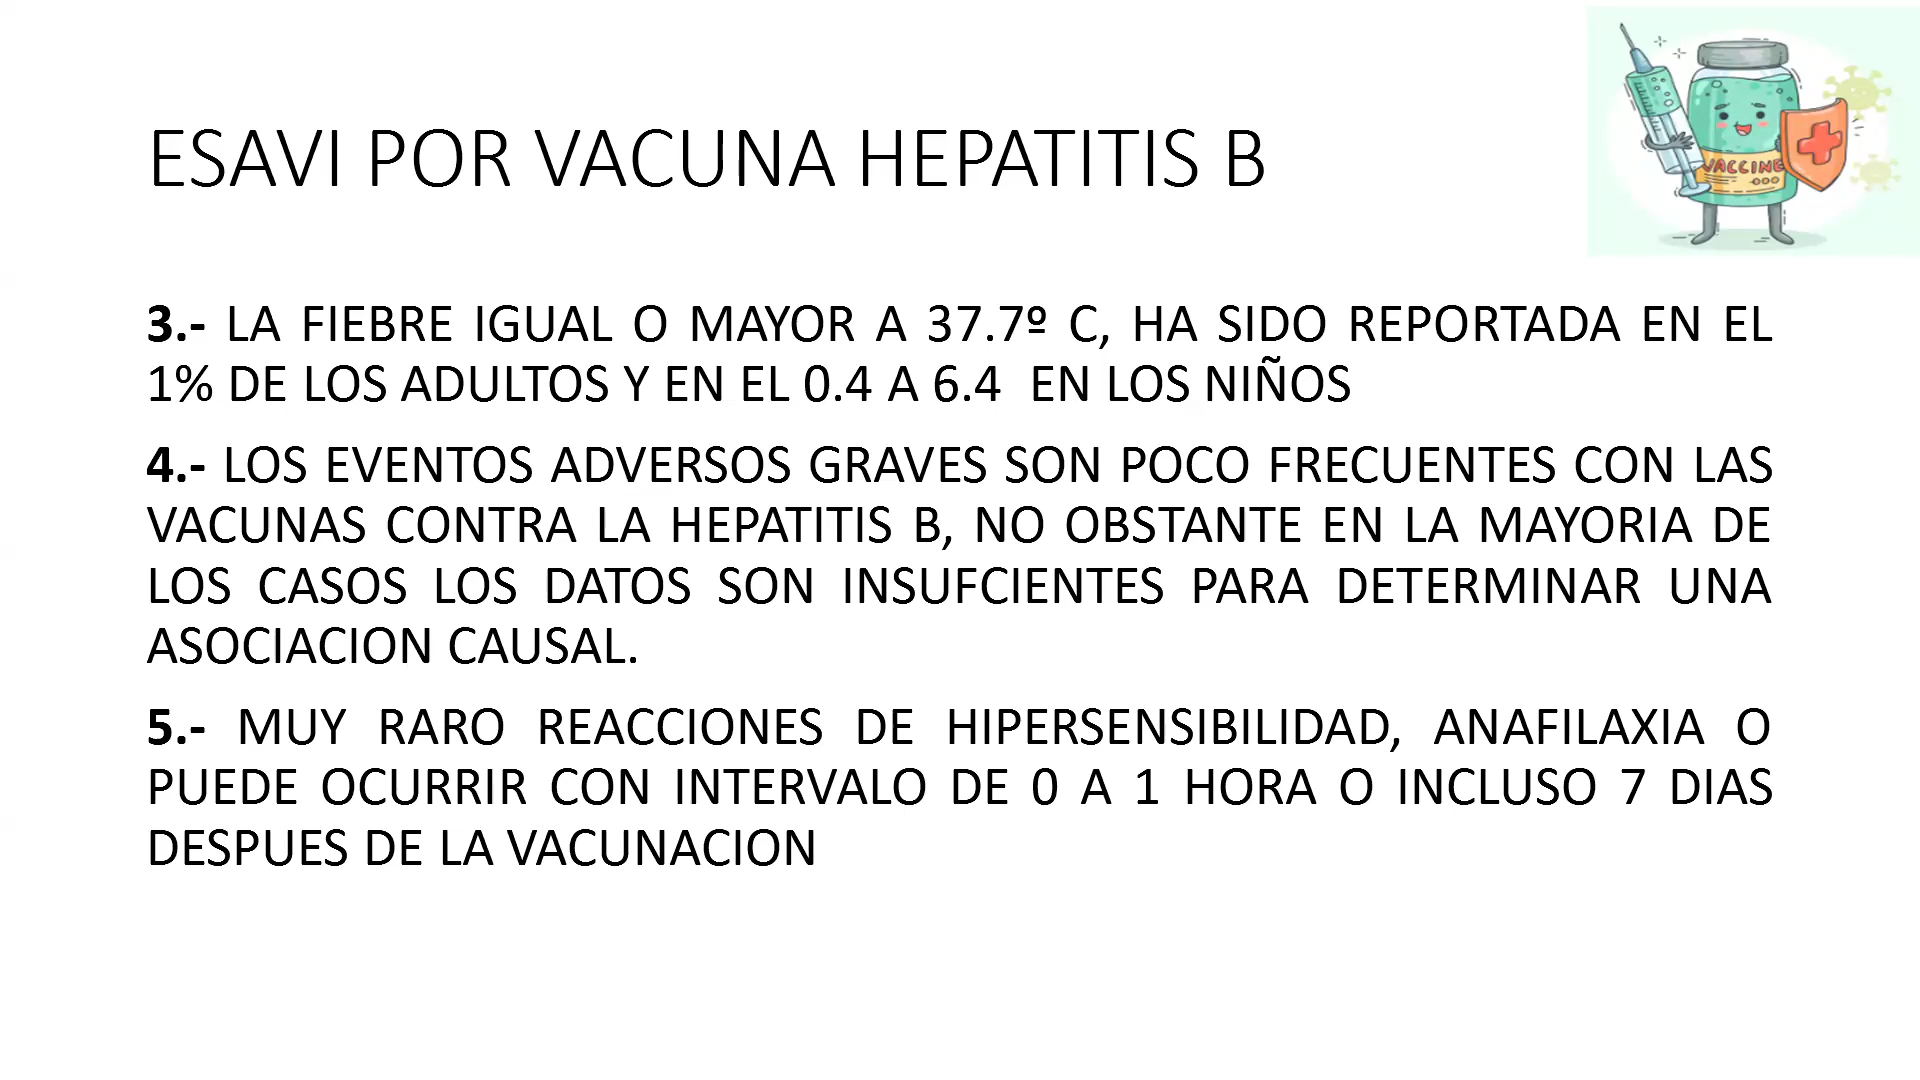 ESAVI POR VACUNA HEPATITIS B
VACCINE
3.- LA FIEBRE IGUAL O MAYOR A 37.7º C, HA SIDO REPORTADA EN EL
1% DE LOS ADULTOS Y EN EL 0.4 A 6.4 EN LOS NIÑOS
4.- LOS EVENTOS ADVERSOS GRAVES SON POCO FRECUENTES CON LAS
VACUNAS CONTRA LA HEPATITIS B, NO OBSTANTE EN LA MAYORIA DE
LOS CASOS LOS DATOS SON INSUFCIENTES PARA DETERMINAR UNA
ASOCIACION CAUSAL.
5.- MUY RARO REACCIONES DE HIPERSENSIBILIDAD, ANAFILAXIA O
PUEDE OCURRIR CON INTERVALO DE 0 A 1 HORA O INCLUSO 7 DIAS
DESPUES DE LA VACUNACION